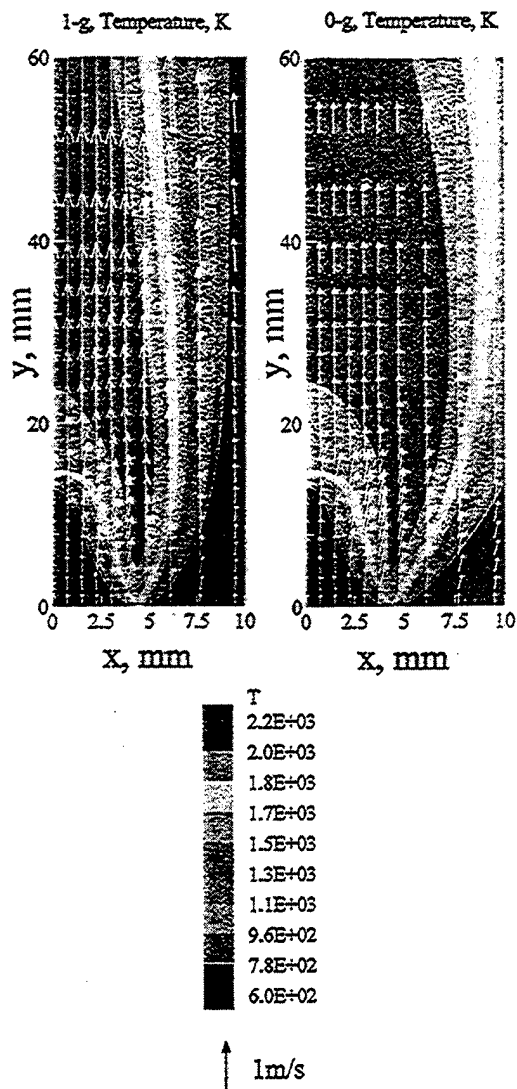 1-g, Temperature, K
0-g, Temperature, K
60
40
20
0
y, mm
0 2.5 5 7.5 10
x, mm
60
40
20
0
y, mm
0 2.5 5 7.5 10
x, mm
T
2.2E+03
2.0E+03
1.8E+03
1.7E+03
1.5E+03
1.3E+03
1.1E+03
9.6E+02
7.8E+02
6.0E+02
1m/s